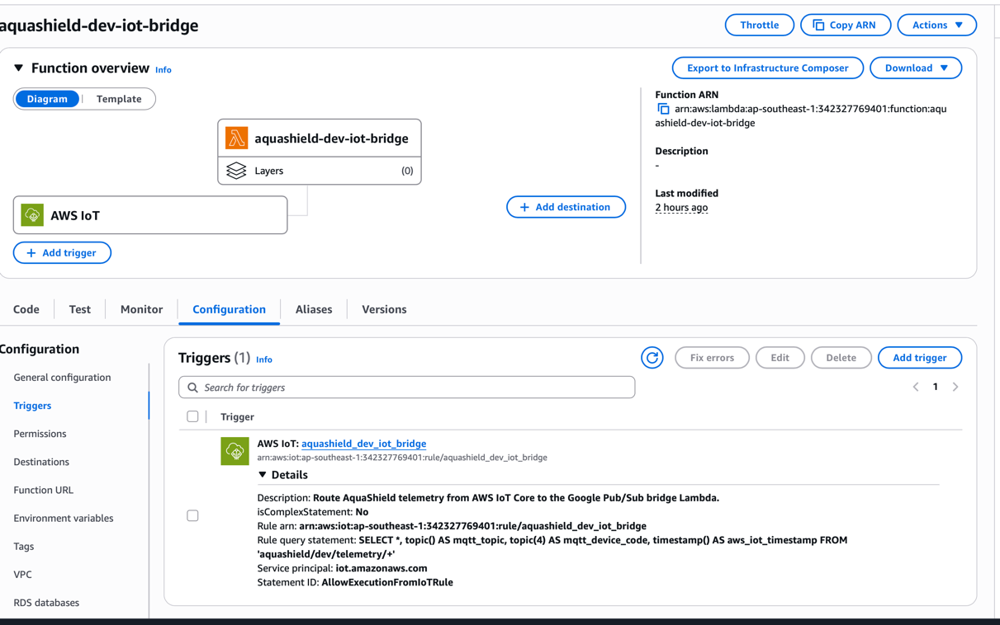 aquashield-dev-iot-bridge
Throttle
Copy ARN
Actions
Function overview Info
Export to Infrastructure Composer
Download
Diagram
Template
aquashield-dev-iot-bridge
Layers (0)
AWS IoT
+ Add destination
+ Add trigger
Function ARN
arn:aws:lambda:ap-southeast-1:342327769401:function:aqu
ashield-dev-iot-bridge
Description
-
Last modified
2 hours ago
Code
Test
Monitor
Configuration
Aliases
Versions
Configuration
General configuration
Triggers
Permissions
Destinations
Function URL
Environment variables
Tags
VPC
RDS databases
Triggers (1) Info
Fix errors
Edit
Delete
Add trigger
Search for triggers
1
Trigger
AWS IoT: aquashield_dev_iot_bridge
arn:aws:iot:ap-southeast-1:342327769401:rule/aquashield_dev_iot_bridge
Details
Description: Route AquaShield telemetry from AWS IoT Core to the Google Pub/Sub bridge Lambda.
isComplexStatement: No
Rule arn: arn:aws:iot:ap-southeast-1:342327769401:rule/aquashield_dev_iot_bridge
Rule query statement: SELECT *, topic() AS mqtt_topic, topic(4) AS mqtt_device_code, timestamp() AS aws_iot_timestamp FROM
'aquashield/dev/telemetry/+'
Service principal: iot.amazonaws.com
Statement ID: AllowExecutionFromIoTRule